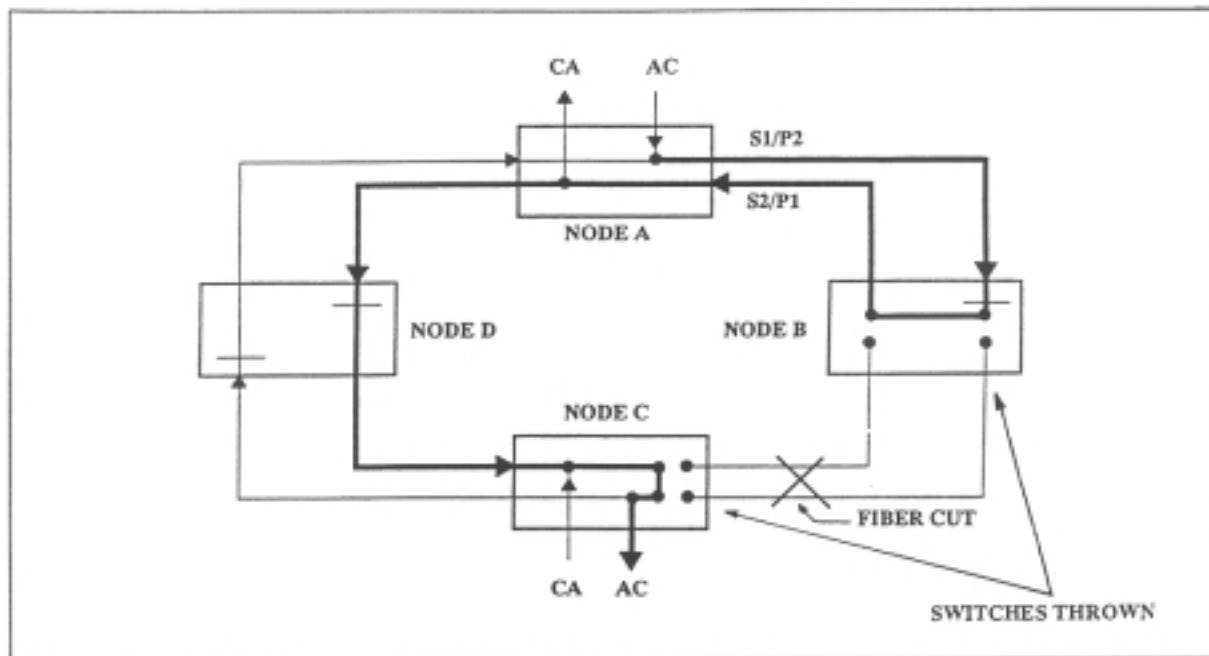 CA AC
S1/P2
S2/P1
NODE A
NODE D
NODE B
NODE C
FIBER CUT
CA AC
SWITCHES THROWN